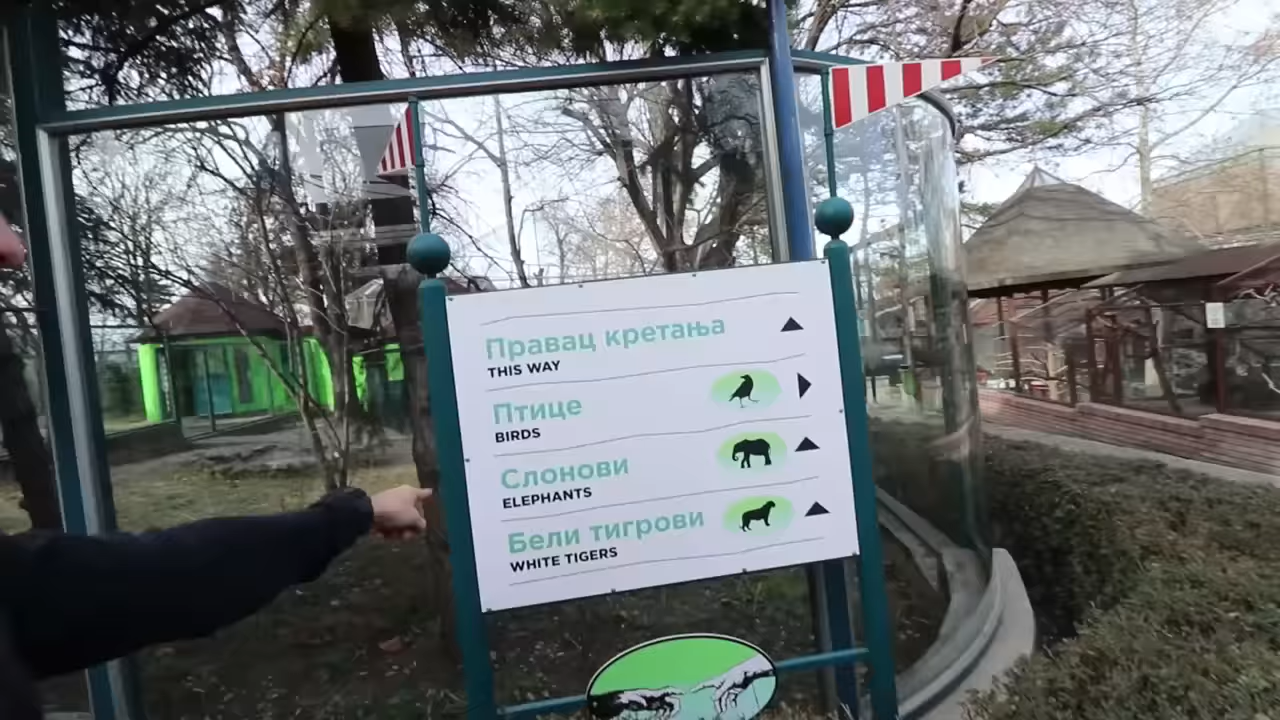 Правац кретања
THIS WAY
Птице
BIRDS
Слонови
ELEPHANTS
Бели тигрови
WHITE TIGERS